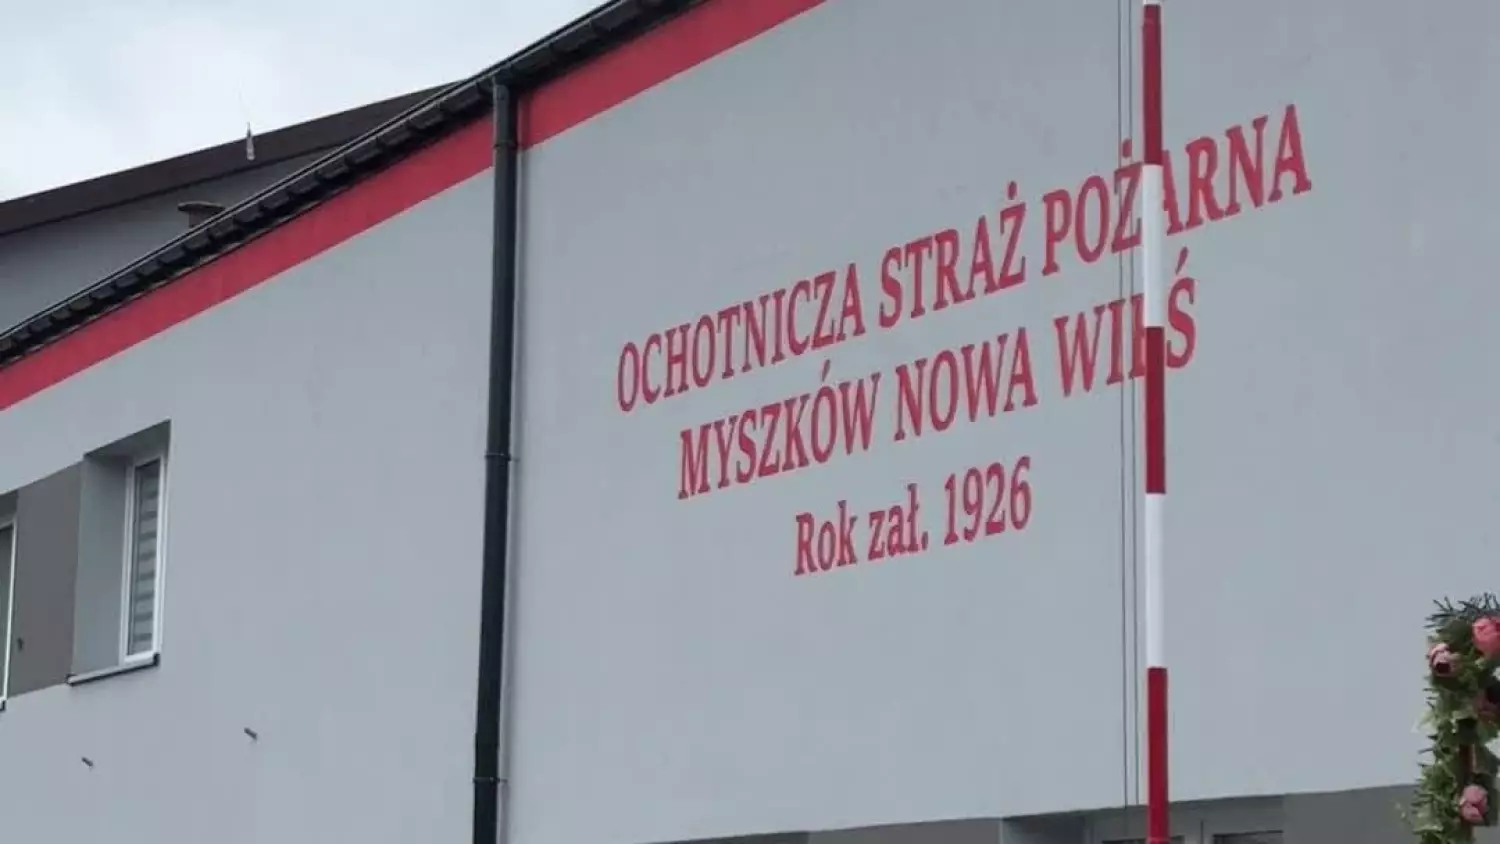 OCHOTNICZA STRAŻ POŻARNA
MYSZKÓW NOWA WIEŚ
Rok zał. 1926